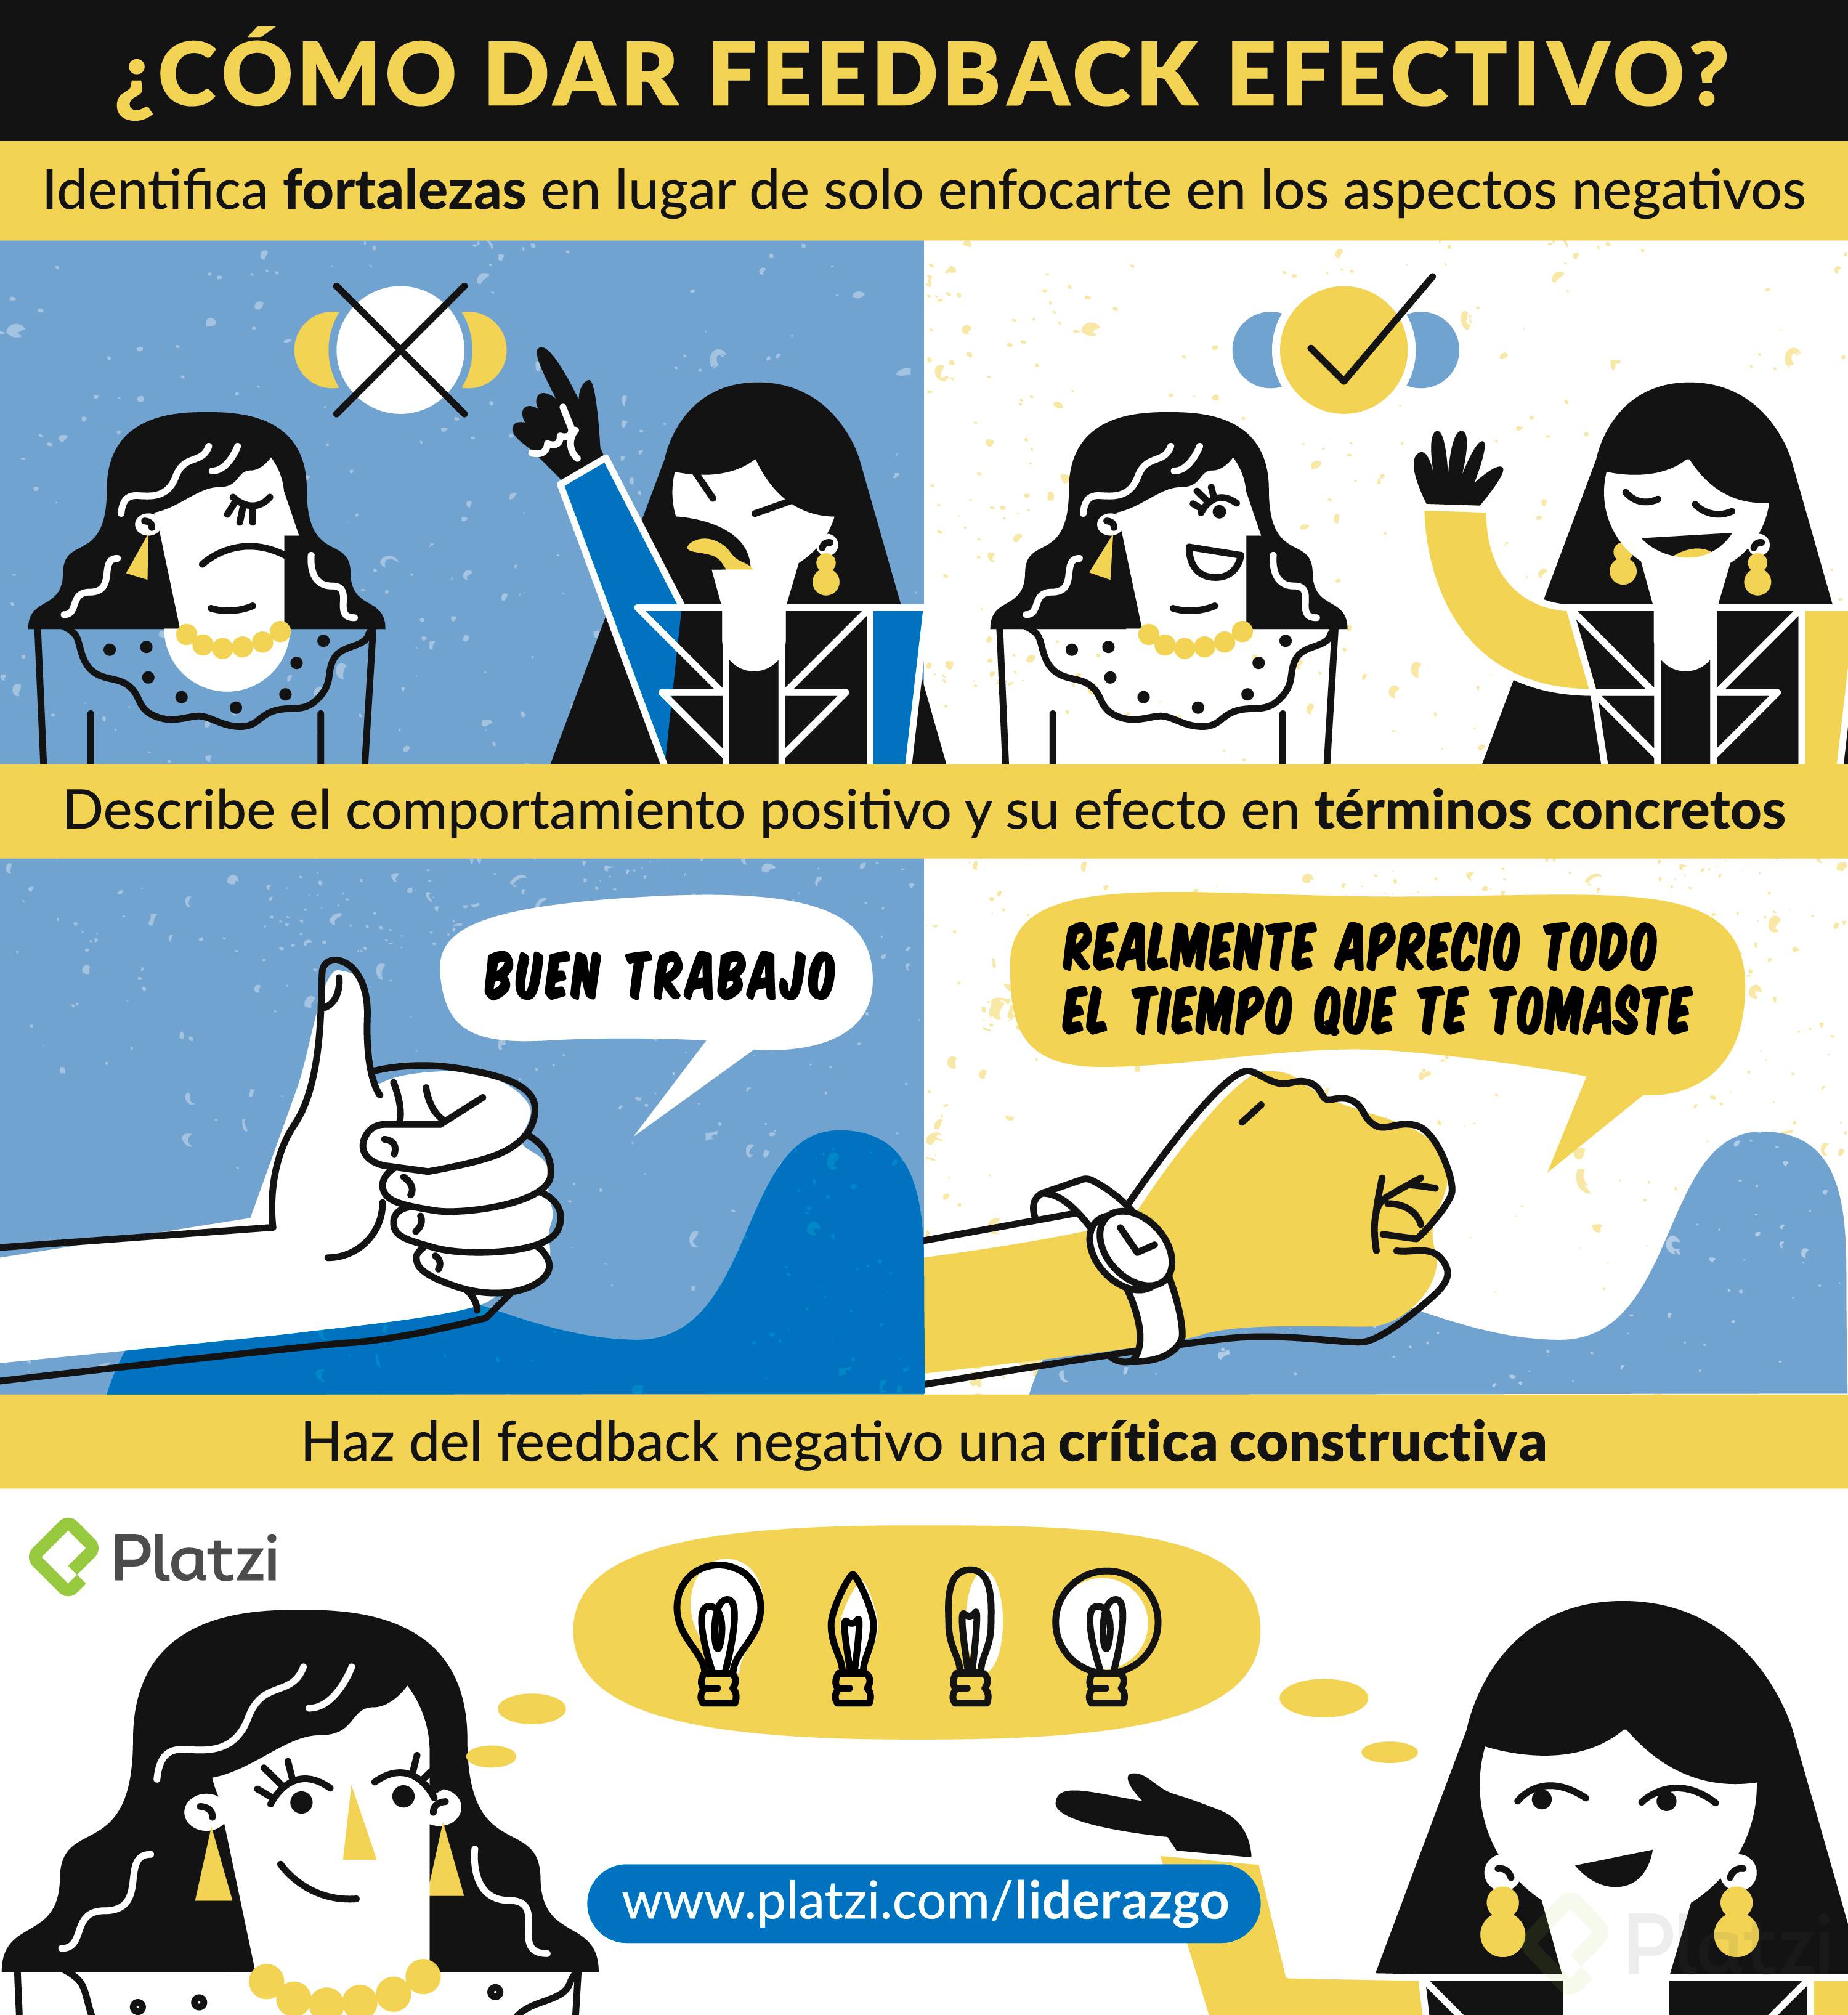 ¿CÓMO DAR FEEDBACK EFECTIVO?
Identifica fortalezas en lugar de solo enfocarte en los aspectos negativos
Describe el comportamiento positivo y su efecto en términos concretos
BUEN TRABAJO
REALMENTE APRECIO TODO
EL TIEMPO QUE TE TOMASTE
Haz del feedback negativo una crítica constructiva
Platzi
www.platzi.com/liderazgo
Platzi